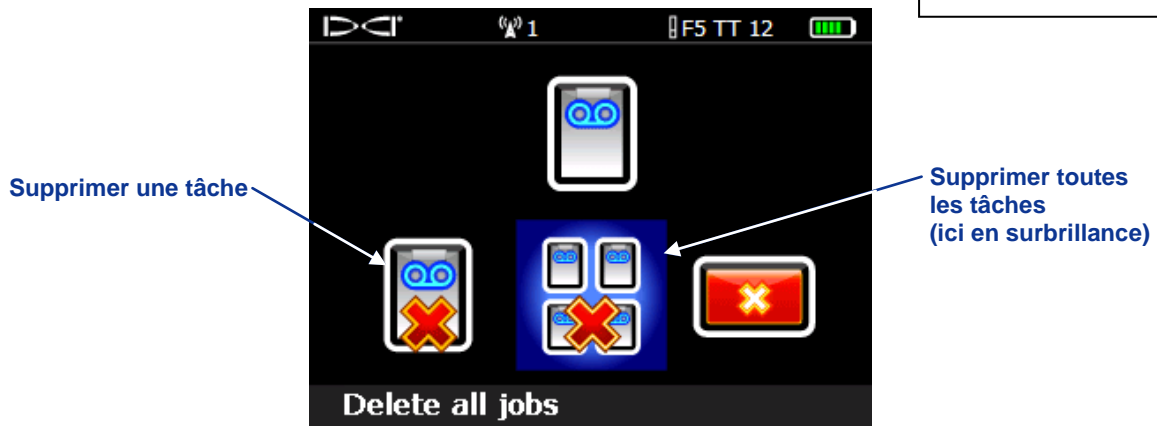 DCI
1
F5 TT 12
Supprimer une tâche
Supprimer toutes
les tâches
(ici en surbrillance)
Delete all jobs